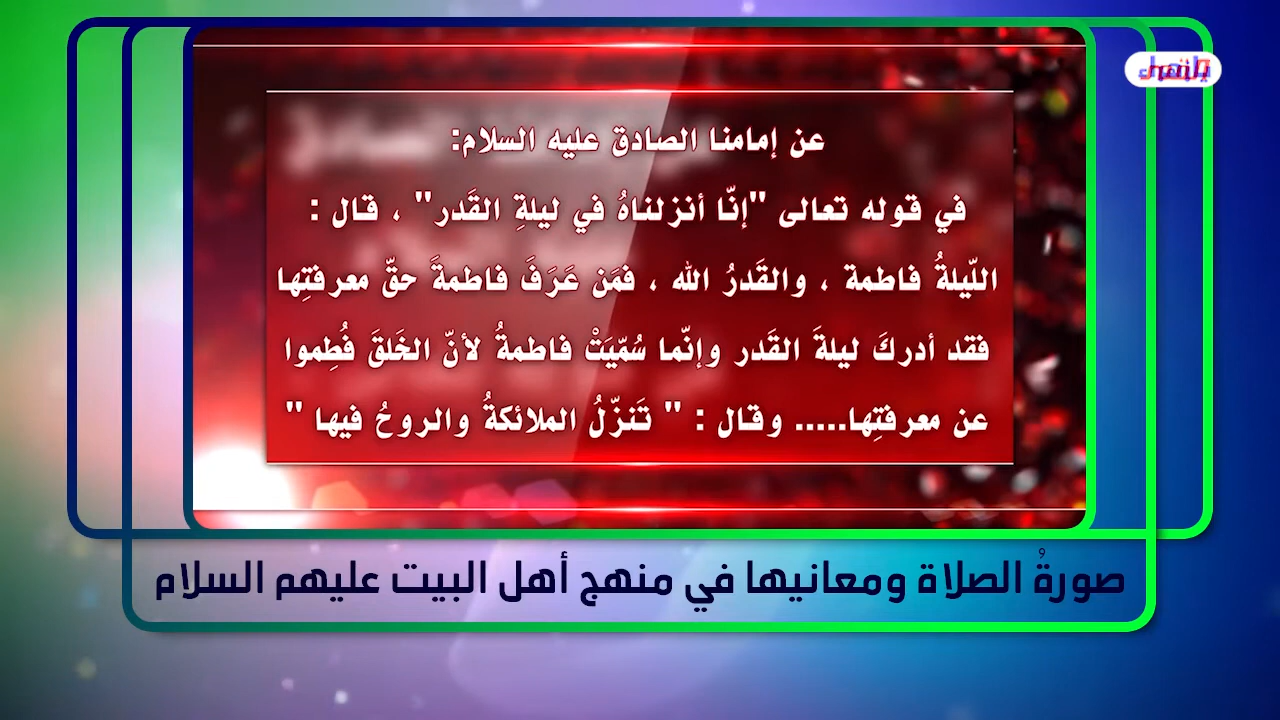 عن إمامنا الصادق عليه السلام:
في قوله تعالى "إنّا أنزلناهُ في ليلةِ القَدر" ، قال :
اللّيلةُ فاطمة ، والقَدرُ الله ، فمَن عَرَفَ فاطمةَ حقّ معرفتِها
فقد أدركَ ليلةَ القَدر وإنّما سُمّيَتْ فاطمةُ لأنّ الخَلقَ فُطِموا
عن معرفتِها..... وقال : " تَنزّلُ الملائكةُ والروحُ فيها "
صورةُ الصلاة ومعانيها في منهج أهل البيت عليهم السلام